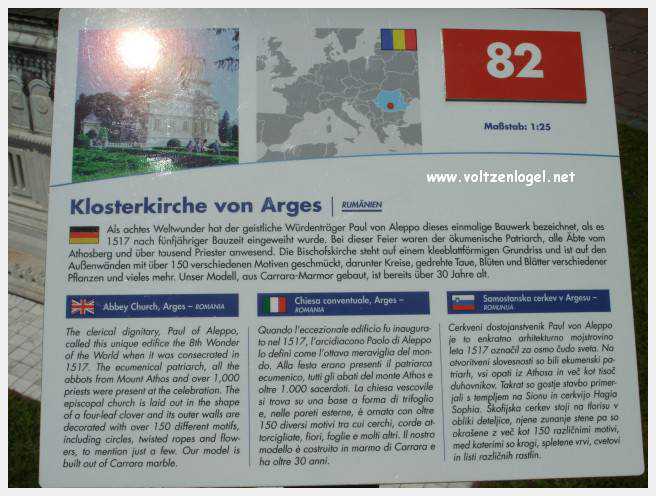 82
Maßstab: 1:25
www.voltzenlogel.net
Klosterkirche von Arges | RUMÄNIEN
Als achtes Weltwunder hat der geistliche Würdenträger Paul von Aleppo dieses einmalige Bauwerk bezeichnet, als es
1517 nach fünfjähriger Bauzeit eingeweiht wurde. Bei dieser Feier waren der ökumenische Patriarch, alle Äbte vom
Athosberg und über tausend Priester anwesend. Die Bischofskirche steht auf einem kleeblattförmigen Grundriss und ist auf den
Außenwänden mit über 150 verschiedenen Motiven geschmückt, darunter Kreise, gedrehte Taue, Blüten und Blätter verschiedener
Pflanzen und vieles mehr. Unser Modell, aus Carrara-Marmor gebaut, ist bereits über 30 Jahre alt.
Abbey Church, Arges –
ROMANIA
The clerical dignitary, Paul of Aleppo,
called this unique edifice the 8th Wonder
of the World when it was consecrated in
1517. The ecumenical patriarch, all the
abbots from Mount Athos and over 1,000
priests were present at the celebration. The
episcopal church is laid out in the shape
of a four-leaf clover and its outer walls are
decorated with over 150 different motifs,
including circles, twisted ropes and flow-
ers, to mention just a few. Our model is
built out of Carrara marble.
Chiesa conventuale, Arges –
ROMANIA
Quando l'eccezionale edificio fu inaugura-
to nel 1517, l'arcidiacono Paolo di Aleppo
lo definì come l'ottava meraviglia del mon-
do. Alla festa erano presenti il patriarca
ecumenico, tutti gli abati del monte Athos e
oltre 1.000 sacerdoti. La chiesa vescovile
si trova su una base a forma di trifoglio
e, nelle pareti esterne, è ornata con oltre
150 diversi motivi tra cui cerchi, corde at-
torcigliate, fiori, foglie e molti altri. Il nostro
modello è costruito in marmo di Carrara e
ha oltre 30 anni.
Samostanska cerkev v Argesu –
ROMUNIJA
Cerkveni dostojanstvenik Paul von Aleppo
je to enkratno arhitekturno mojstrovino
leta 1517 označil za osmo čudo sveta. Na
otvoritveni slovesnosti so bili ekumenski pa-
triarh, vsi opati iz Athosa in več kot tisoč
duhovnikov. Takrat so gostje stavbo primer-
jali s templjem na Sionu in cerkvijo Hagia
Sophia. Škofijska cerkev stoji na tlorisu v
obliki deteljice, njene zunanje stene pa so
okrašene z več kot 150 različnimi motivi,
med katerimi so krogi, spletene vrvi, cvetovi
in listi različnih rastlin.